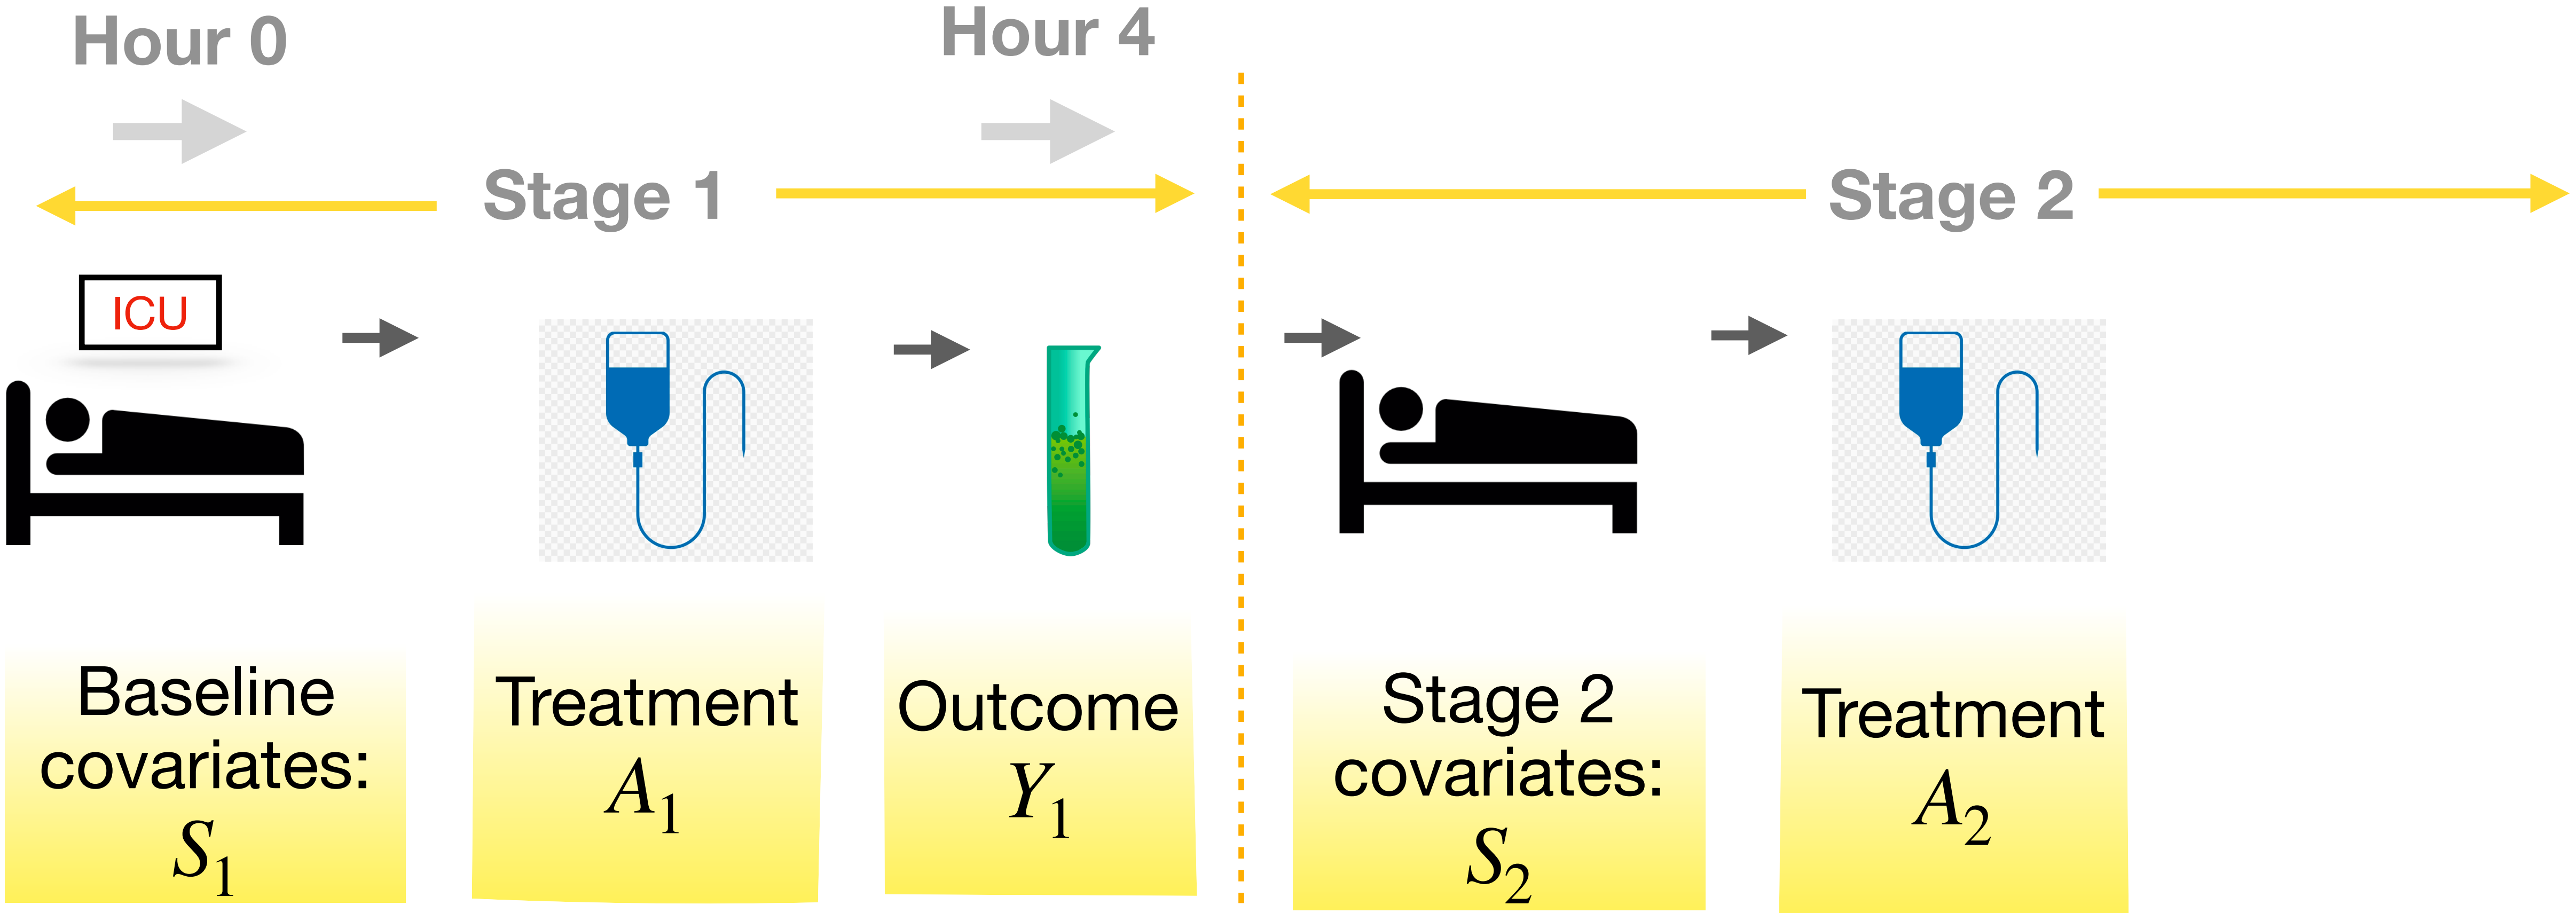 Hour 0
Hour 4
Stage 1
Stage 2
ICU
Baseline
covariates:
S₁
Treatment
A₁
Outcome
Y₁
Stage 2
covariates:
S₂
Treatment
A₂